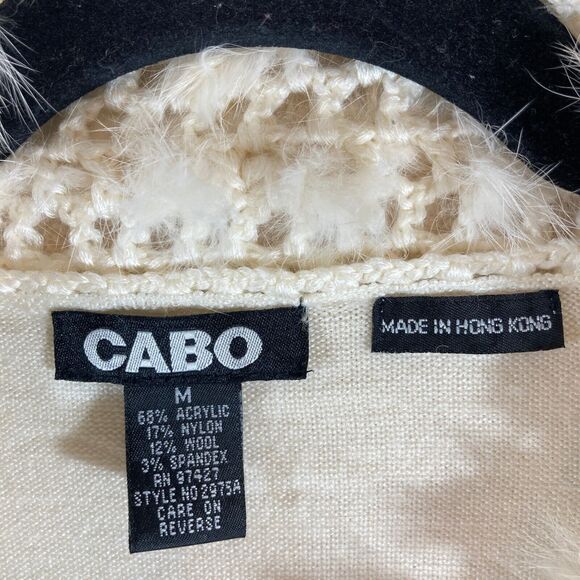 CABO
MADE IN HONG KONG
M
68% ACRYLIC
17% NYLON
12% WOOL
3% SPANDEX
RN 97427
STYLE NO 2975A
CARE ON
REVERSE